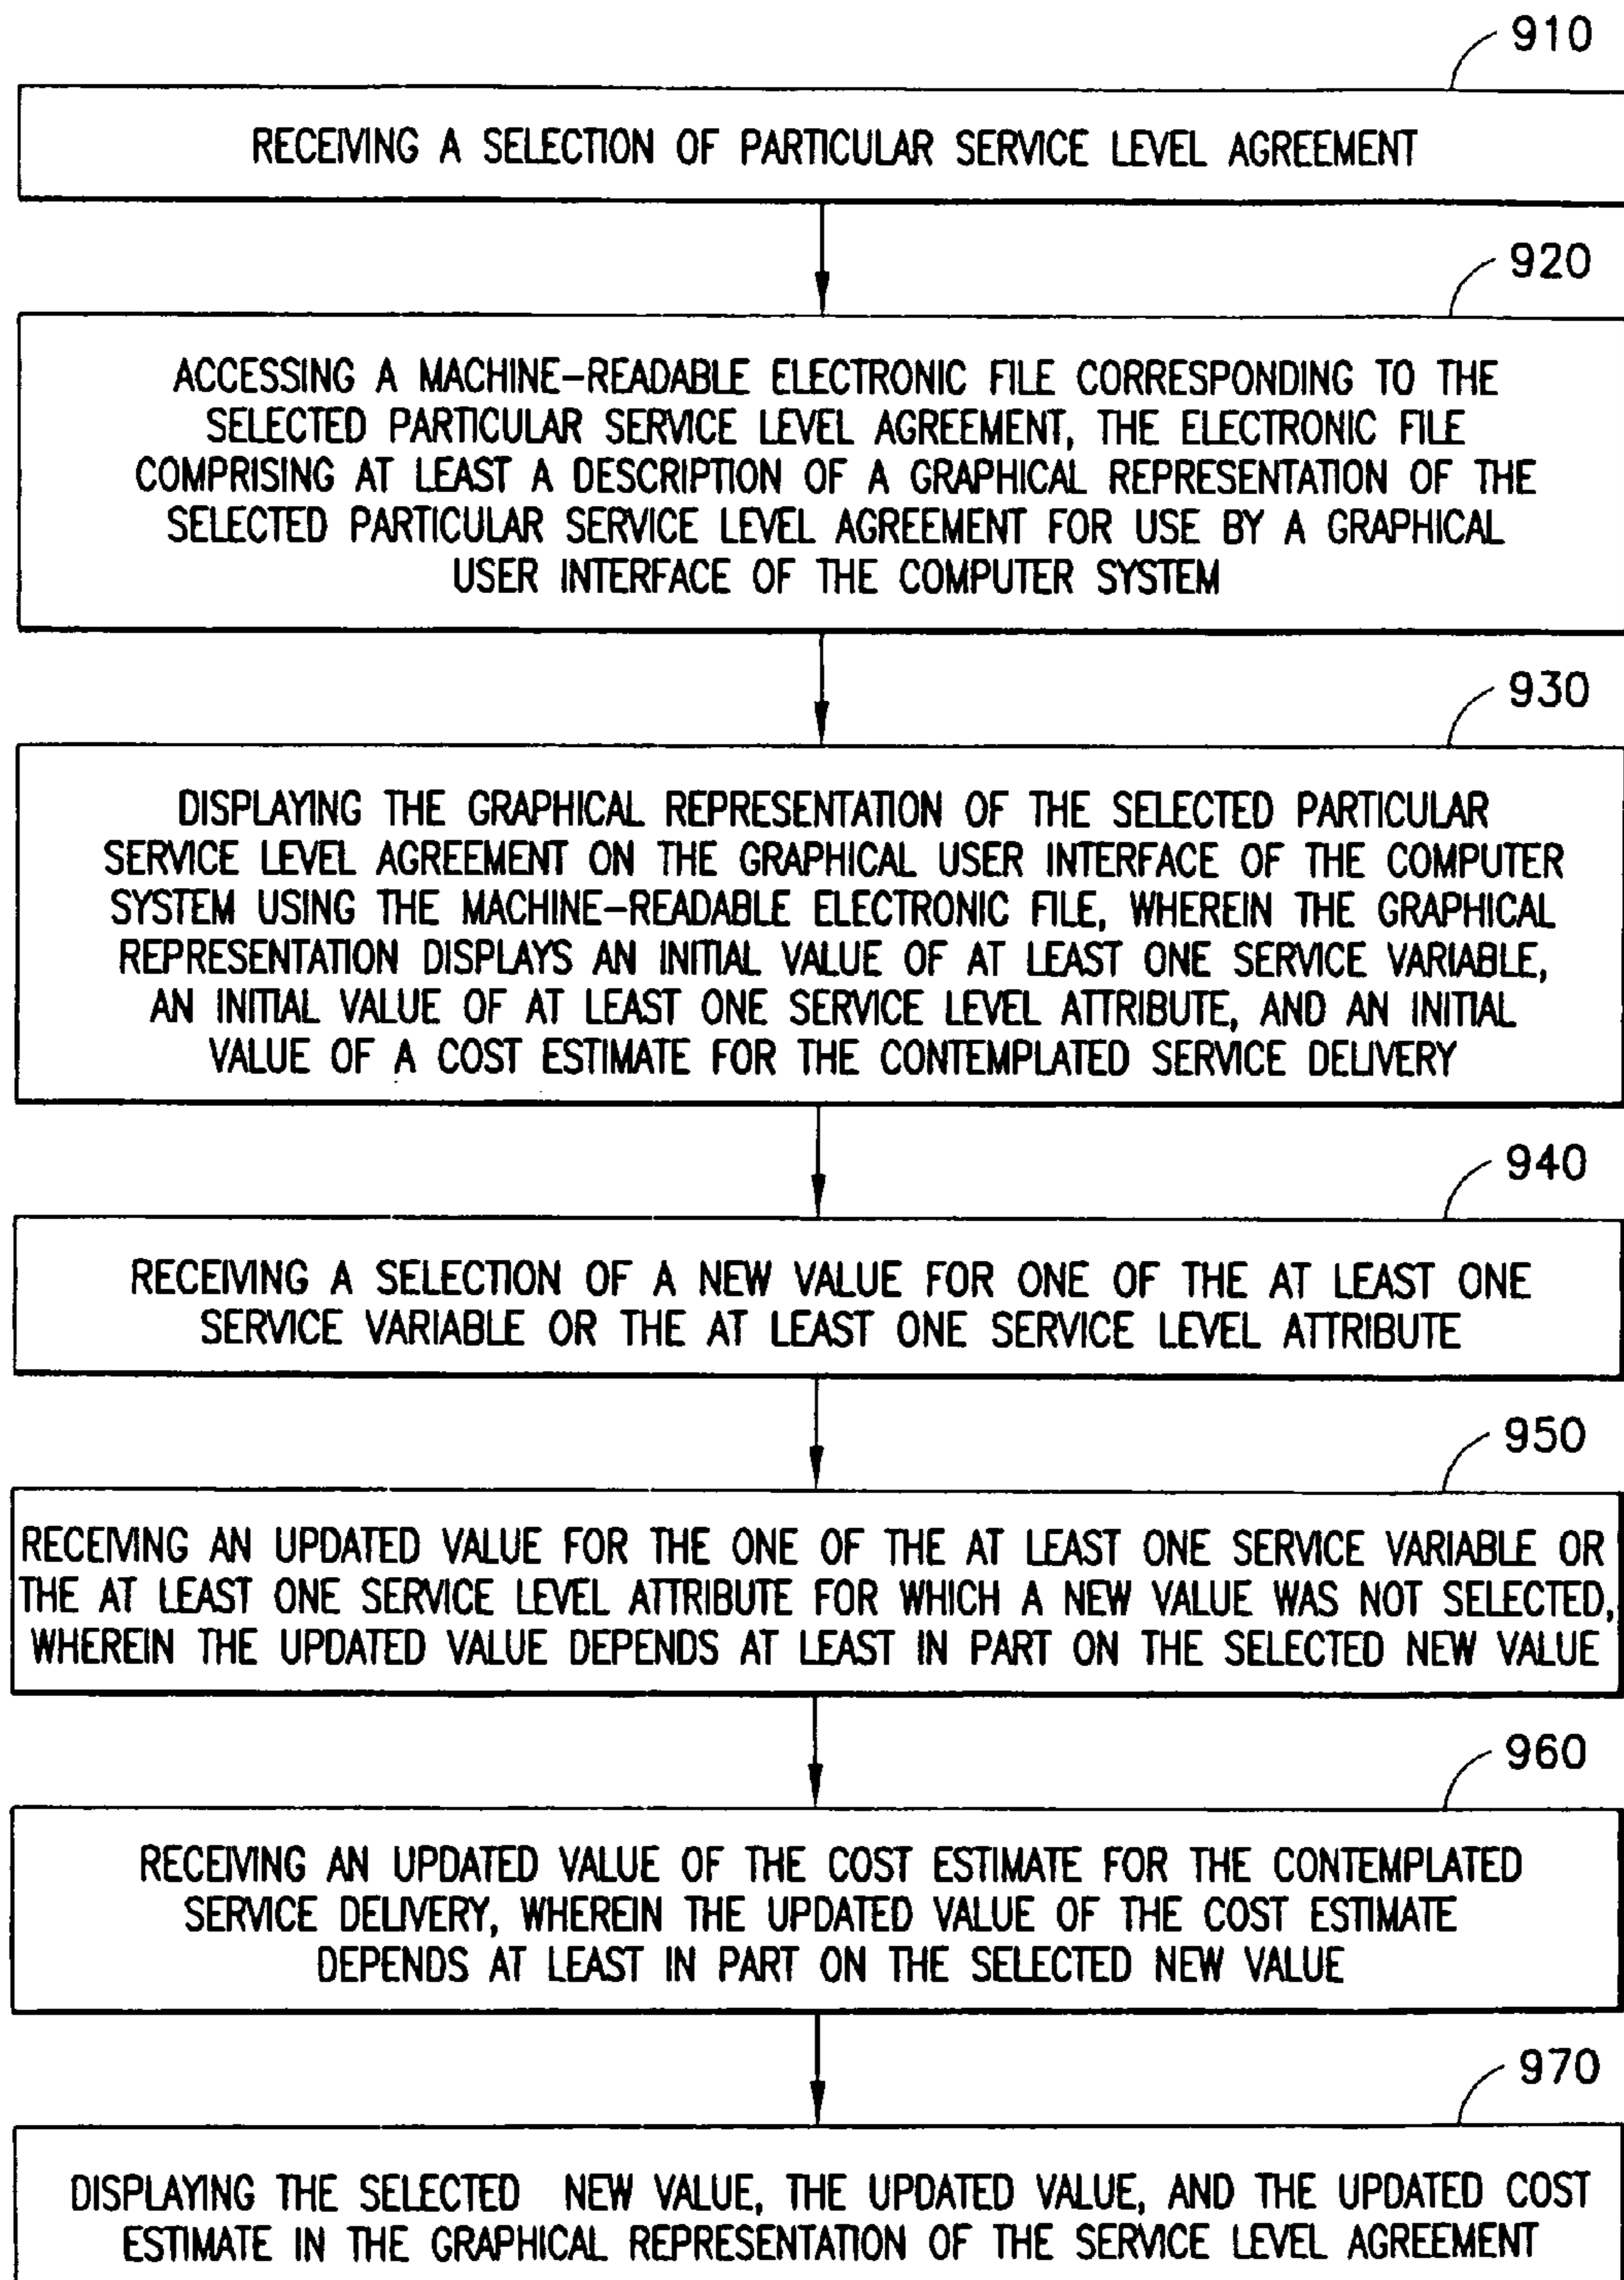 910
RECEIVING A SELECTION OF PARTICULAR SERVICE LEVEL AGREEMENT
920
ACCESSING A MACHINE-READABLE ELECTRONIC FILE CORRESPONDING TO THE
SELECTED PARTICULAR SERVICE LEVEL AGREEMENT, THE ELECTRONIC FILE
COMPRISING AT LEAST A DESCRIPTION OF A GRAPHICAL REPRESENTATION OF THE
SELECTED PARTICULAR SERVICE LEVEL AGREEMENT FOR USE BY A GRAPHICAL
USER INTERFACE OF THE COMPUTER SYSTEM
930
DISPLAYING THE GRAPHICAL REPRESENTATION OF THE SELECTED PARTICULAR
SERVICE LEVEL AGREEMENT ON THE GRAPHICAL USER INTERFACE OF THE COMPUTER
SYSTEM USING THE MACHINE-READABLE ELECTRONIC FILE, WHEREIN THE GRAPHICAL
REPRESENTATION DISPLAYS AN INITIAL VALUE OF AT LEAST ONE SERVICE VARIABLE,
AN INITIAL VALUE OF AT LEAST ONE SERVICE LEVEL ATTRIBUTE, AND AN INITIAL
VALUE OF A COST ESTIMATE FOR THE CONTEMPLATED SERVICE DELIVERY
940
RECEIVING A SELECTION OF A NEW VALUE FOR ONE OF THE AT LEAST ONE
SERVICE VARIABLE OR THE AT LEAST ONE SERVICE LEVEL ATTRIBUTE
950
RECEIVING AN UPDATED VALUE FOR THE ONE OF THE AT LEAST ONE SERVICE VARIABLE OR
THE AT LEAST ONE SERVICE LEVEL ATTRIBUTE FOR WHICH A NEW VALUE WAS NOT SELECTED,
WHEREIN THE UPDATED VALUE DEPENDS AT LEAST IN PART ON THE SELECTED NEW VALUE
960
RECEIVING AN UPDATED VALUE OF THE COST ESTIMATE FOR THE CONTEMPLATED
SERVICE DELIVERY, WHEREIN THE UPDATED VALUE OF THE COST ESTIMATE
DEPENDS AT LEAST IN PART ON THE SELECTED NEW VALUE
970
DISPLAYING THE SELECTED NEW VALUE, THE UPDATED VALUE, AND THE UPDATED COST
ESTIMATE IN THE GRAPHICAL REPRESENTATION OF THE SERVICE LEVEL AGREEMENT